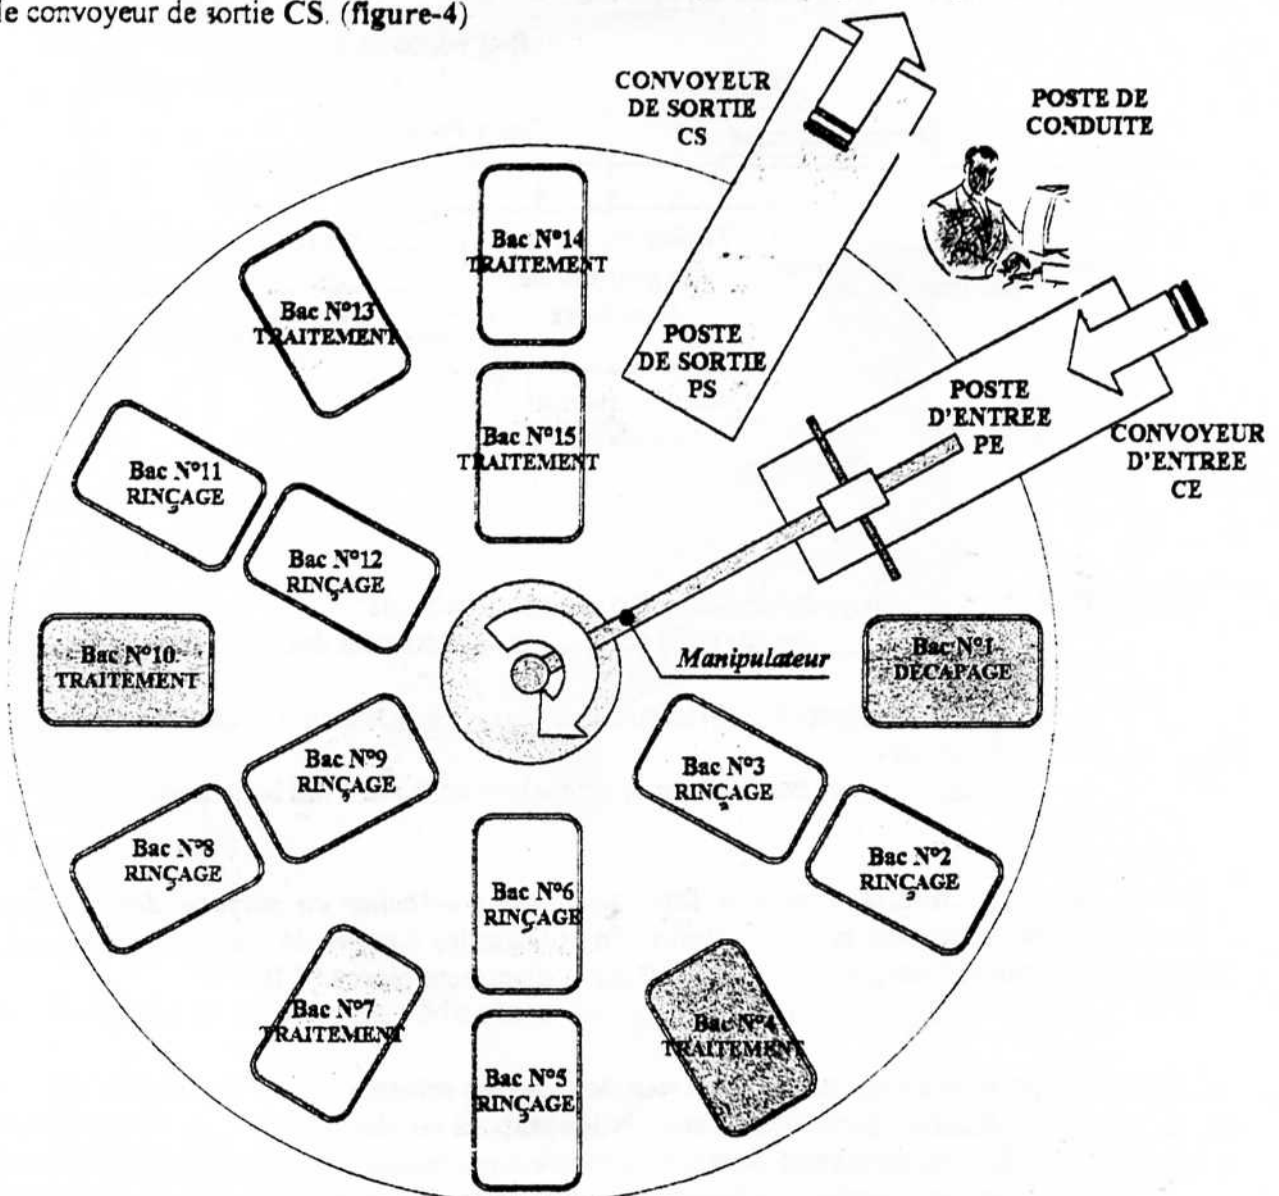 le convoyeur de sortie CS. (figure-4)
CONVOYEUR
DE SORTIE
CS
POSTE DE
CONDUITE
Bac N°14
TRAITEMENT
Bac N°13
TRAITEMENT
POSTE
DE SORTIE
PS
POSTE
D'ENTREE
PE
CONVOYEUR
D'ENTREE
CE
Bac N°15
TRAITEMENT
Bac N°11
RINÇAGE
Bac N°12
RINÇAGE
Bac N°10
TRAITEMENT
Manipulateur
Bac N°1
DECAPAGE
Bac N°9
RINÇAGE
Bac N°3
RINÇAGE
Bac N°8
RINÇAGE
Bac N°6
RINÇAGE
Bac N°2
RINÇAGE
Bac N°7
TRAITEMENT
Bac N°4
TRAITEMENT
Bac N°5
RINÇAGE